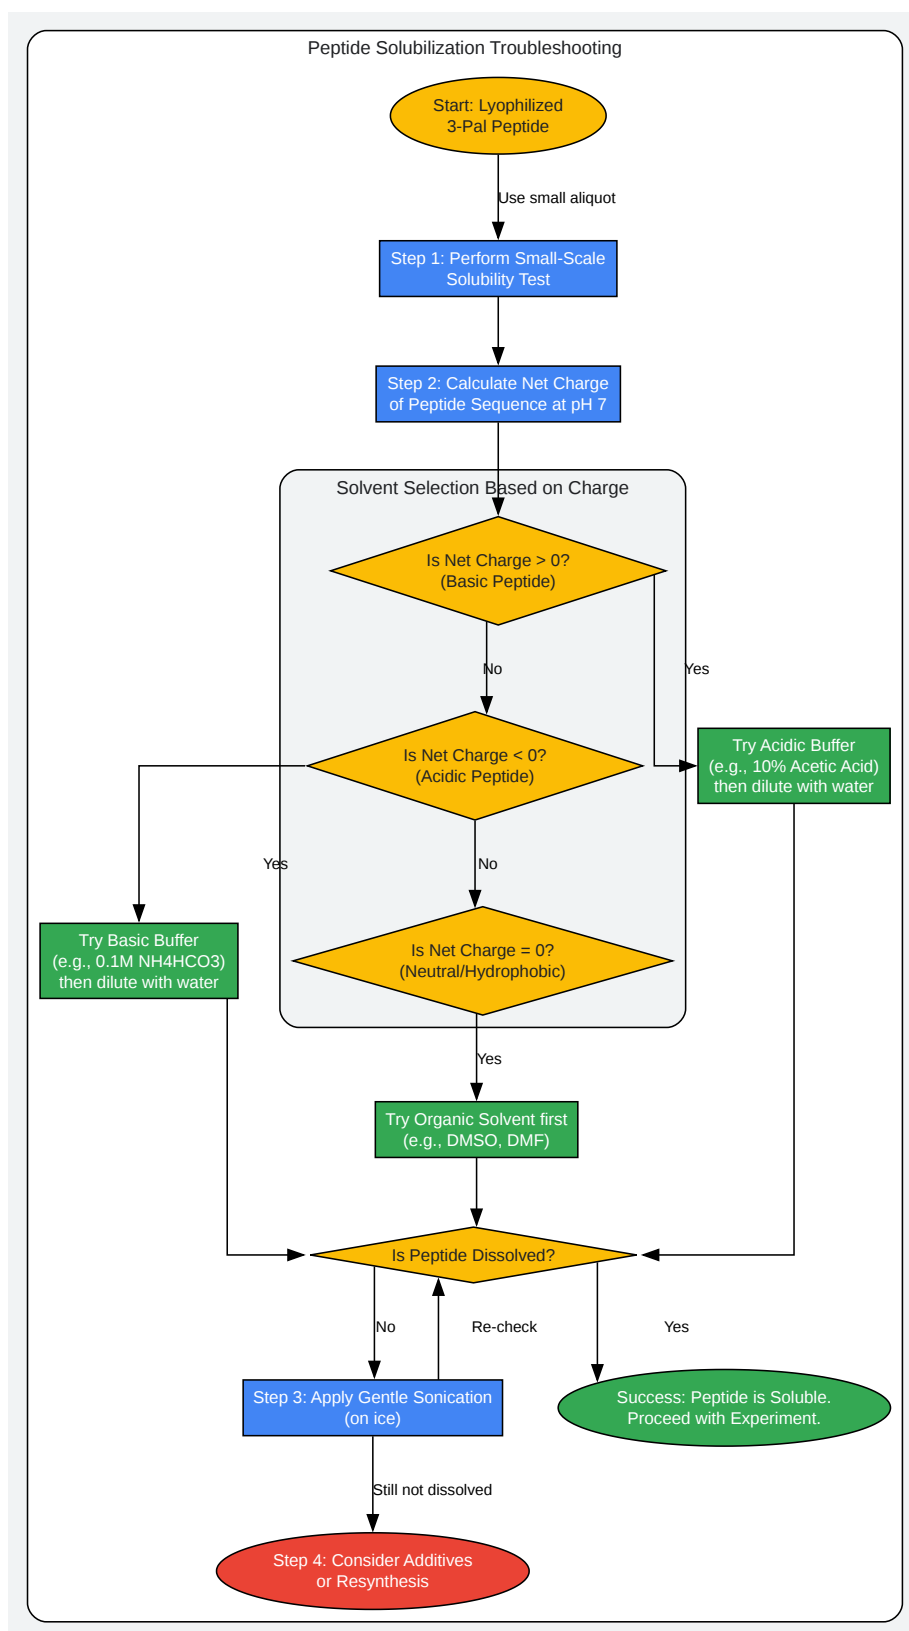 Peptide Solubilization Troubleshooting
Start: Lyophilized
3-Pal Peptide
Use small aliquot
Step 1: Perform Small-Scale
Solubility Test
Step 2: Calculate Net Charge
of Peptide Sequence at pH 7
Solvent Selection Based on Charge
Is Net Charge > 0?
(Basic Peptide)
No
Yes
Is Net Charge < 0?
(Acidic Peptide)
Try Acidic Buffer
(e.g., 10% Acetic Acid)
then dilute with water
Yes
No
Try Basic Buffer
(e.g., 0.1M NH4HCO3)
then dilute with water
Is Net Charge = 0?
(Neutral/Hydrophobic)
Yes
Try Organic Solvent first
(e.g., DMSO, DMF)
Is Peptide Dissolved?
No
Re-check
Yes
Step 3: Apply Gentle Sonication
(on ice)
Success: Peptide is Soluble.
Proceed with Experiment.
Still not dissolved
Step 4: Consider Additives
or Resynthesis